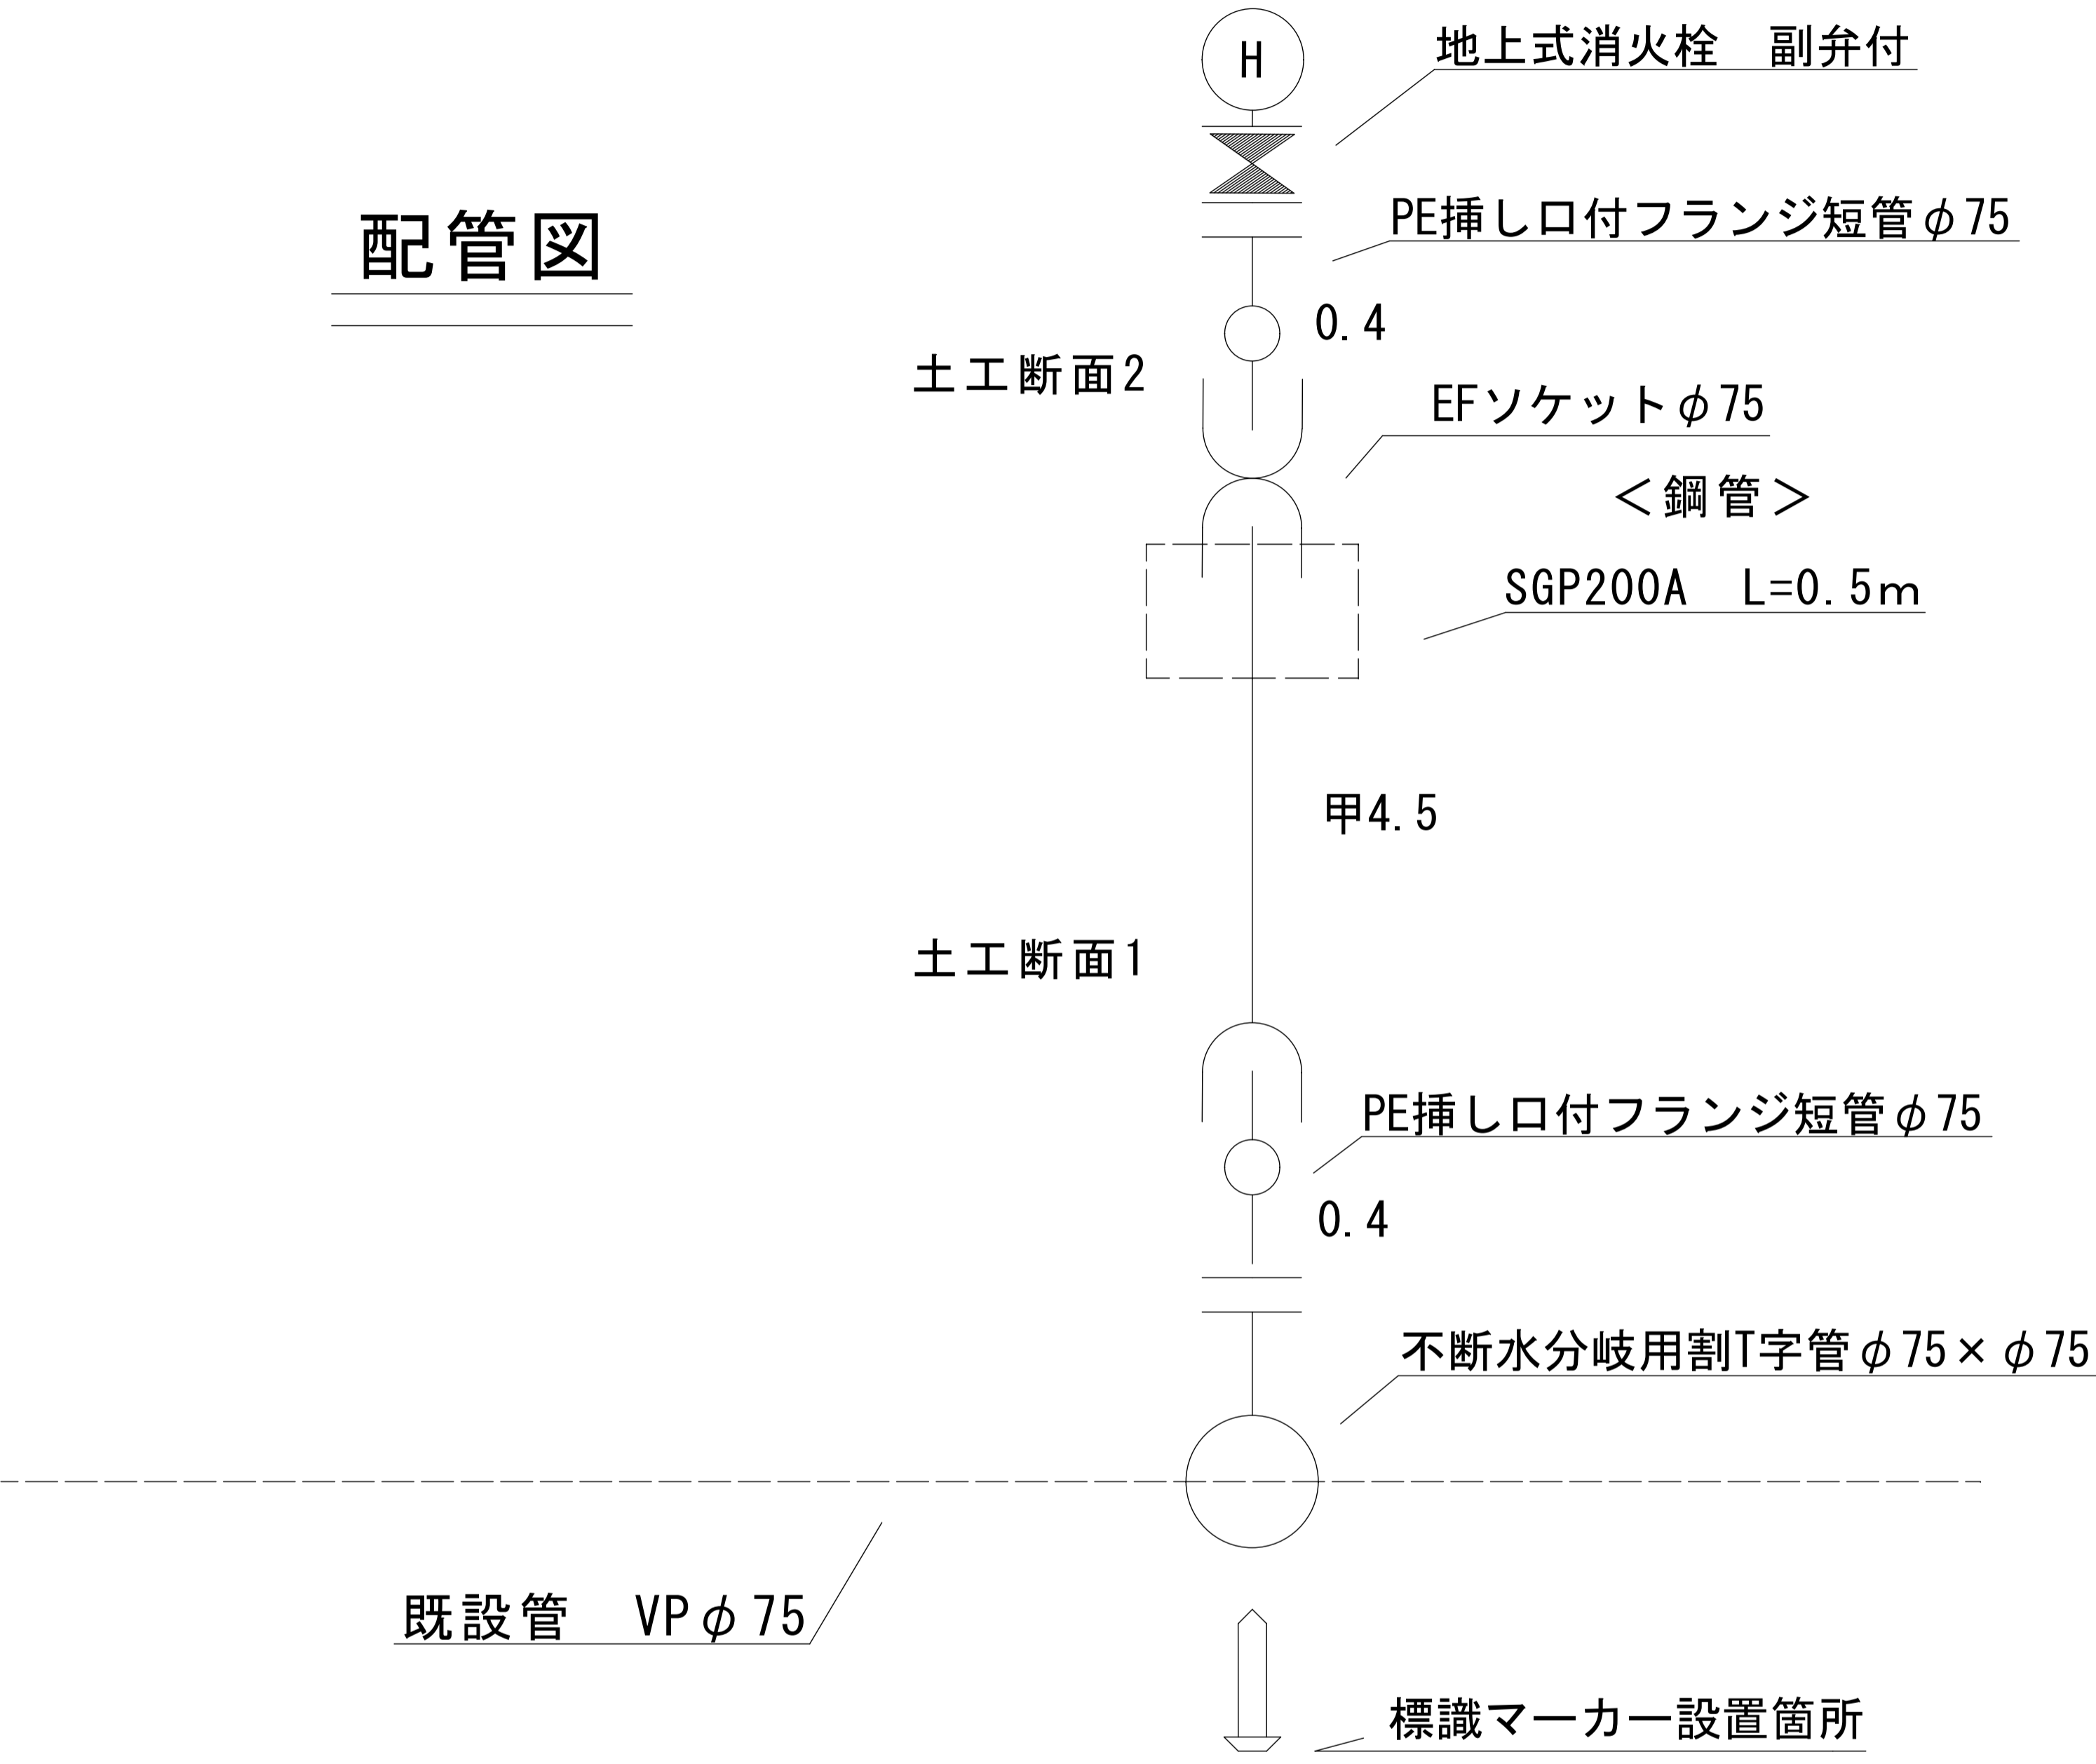 地上式消火栓　副弁付
H
配管図
PE挿し口付フランジ短管φ75
0.4
土工断面2
EFソケットφ75
＜鋼管＞
SGP200A　L=0.5m
甲4.5
土工断面1
PE挿し口付フランジ短管φ75
0.4
不断水分岐用割T字管φ75×φ75
既設管　VPφ75
標識マーカー設置箇所